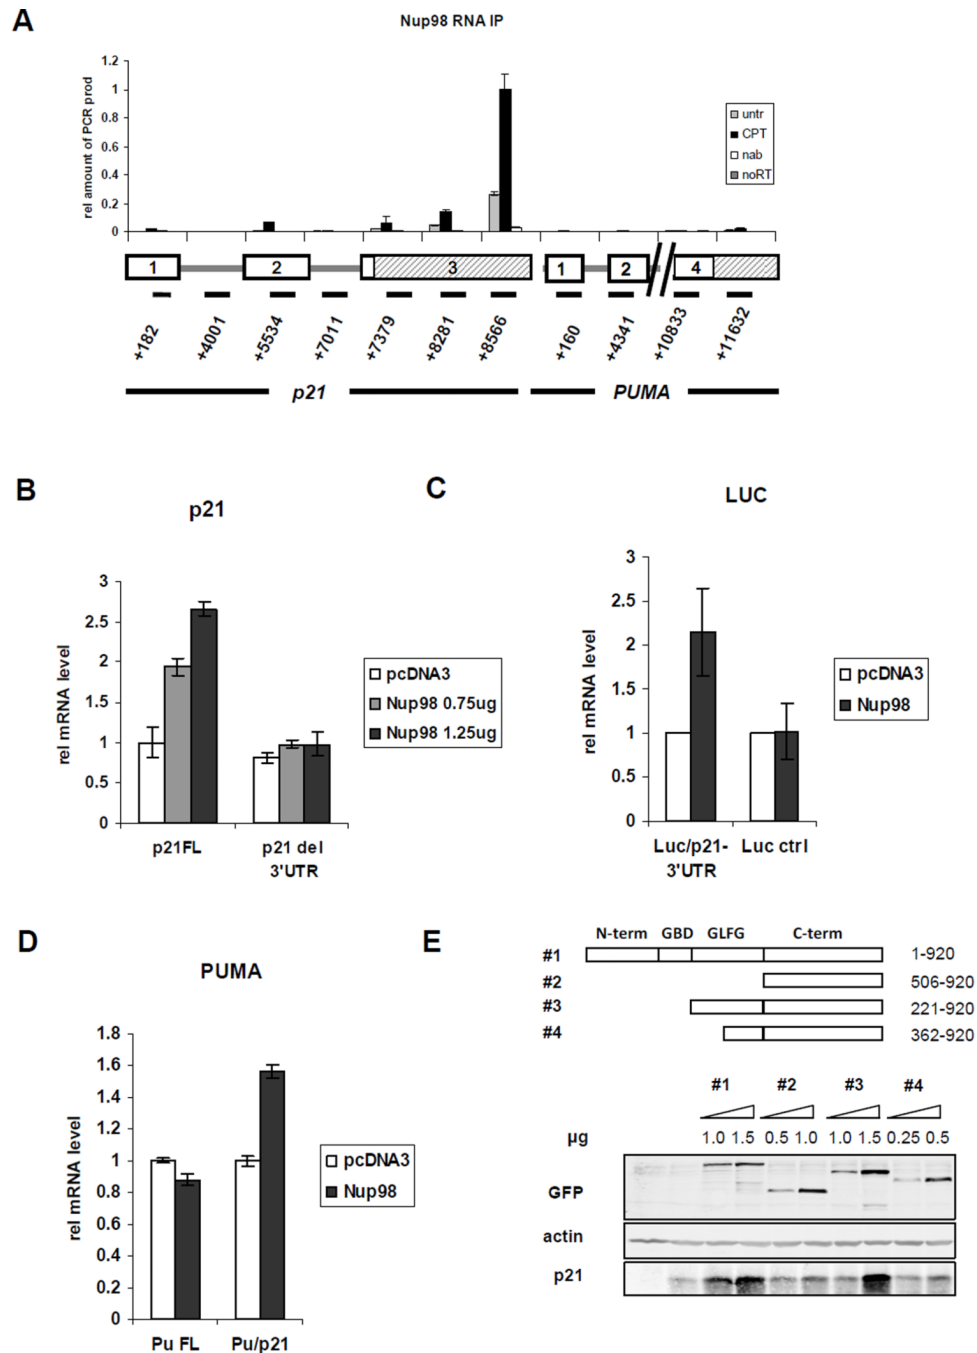 A
Nup98 RNA IP
rel amount of PCR prod
1.2
1
0.8
0.6
0.4
0.2
0
untr
CPT
nab
noRT
1 2 3 1 2 4
+182 +4001 +5534 +7011 +7379 +8281 +8566 +160 +4341 +10833 +11632
p21 PUMA
B
p21
rel mRNA level
3
2.5
2
1.5
1
0.5
0
p21FL p21 del 3'UTR
pcDNA3
Nup98 0.75ug
Nup98 1.25ug
C
LUC
rel mRNA level
3
2.5
2
1.5
1
0.5
0
Luc/p21-3'UTR Luc ctrl
pcDNA3
Nup98
D
PUMA
rel mRNA level
1.8
1.6
1.4
1.2
1
0.8
0.6
0.4
0.2
0
Pu FL Pu/p21
pcDNA3
Nup98
E
N-term GBD GLFG C-term
#1 1-920
#2 506-920
#3 221-920
#4 362-920
#1 #2 #3 #4
µg 1.0 1.5 0.5 1.0 1.0 1.5 0.25 0.5
GFP
actin
p21